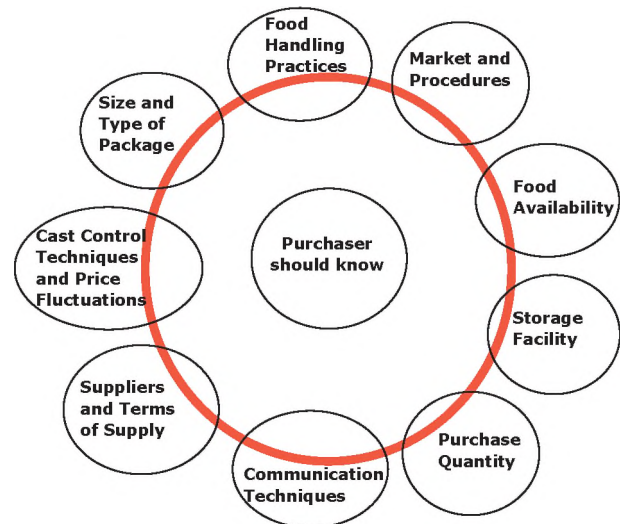 Food
Handling
Practices
Market and
Procedures
Size and
Type of
Package
Food
Availability
Cast Control
Techniques
and Price
Fluctuations
Purchaser
should know
Storage
Facility
Suppliers
and Terms
of Supply
Purchase
Quantity
Communication
Techniques